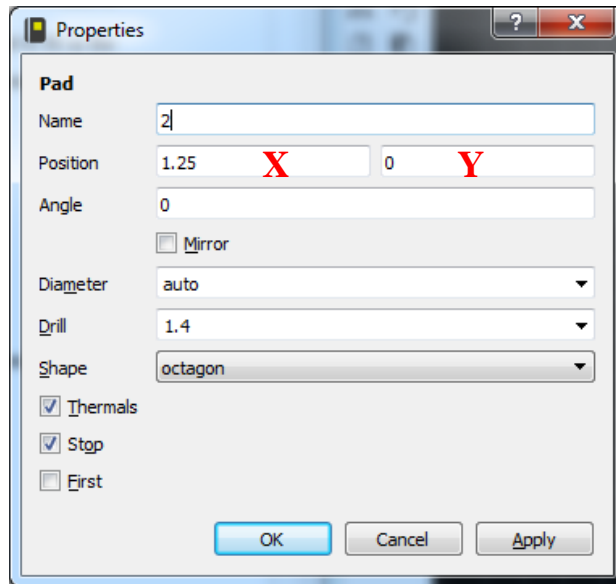 Properties
?
X
Pad
Name 2
Position 1.25 X 0 Y
Angle 0
Mirror
Diameter auto
Drill 1.4
Shape octagon
Thermals
Stop
First
OK Cancel Apply